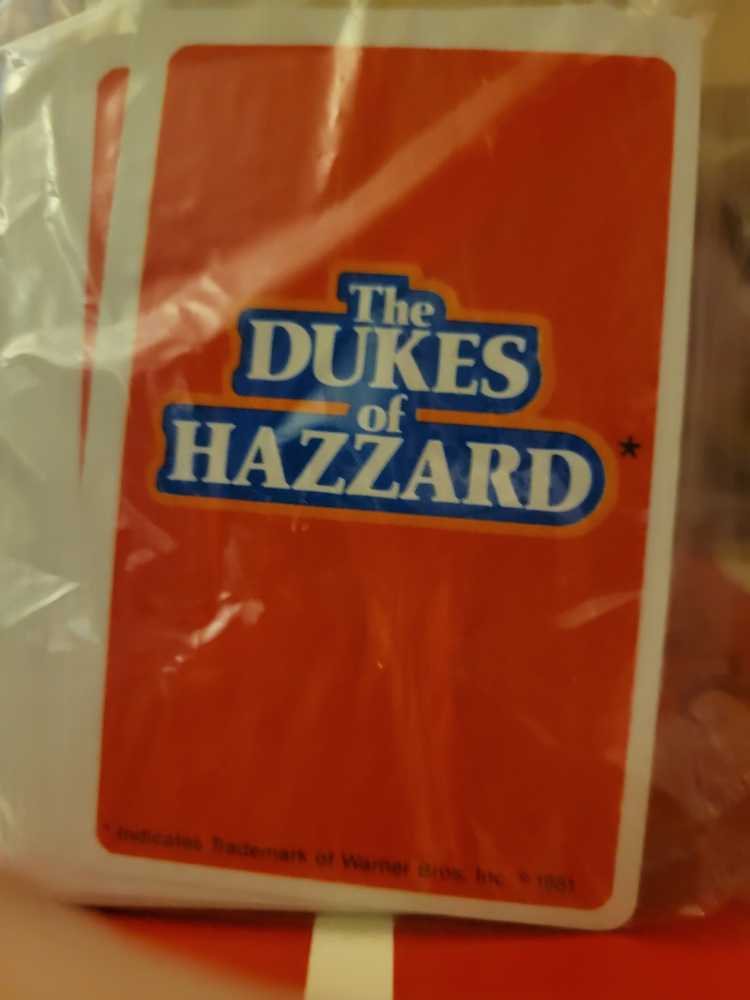 The
DUKES
of
HAZZARD *
* Indicates Trademark of Warner Bros. Inc. © 1981